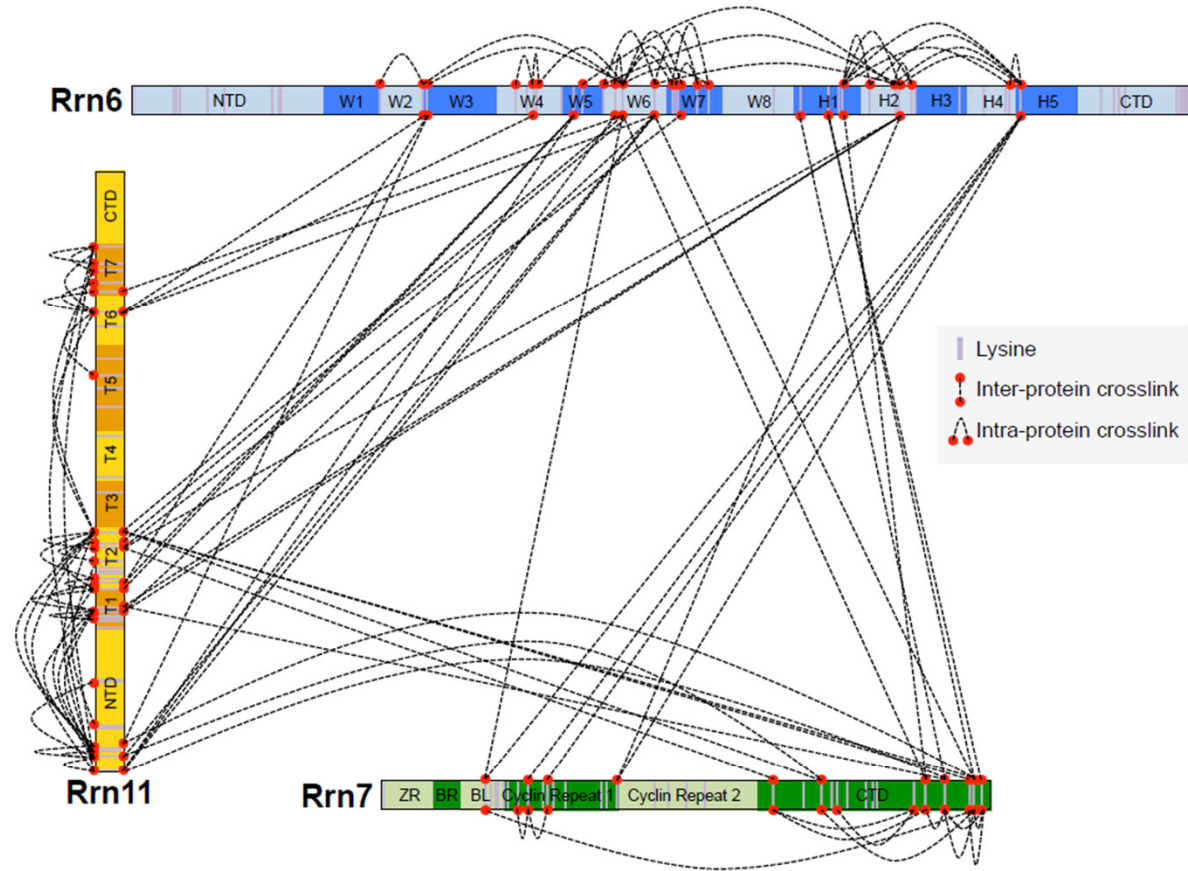 Rrn6
NTD W1 W2 W3 W4 W5 W6 W7 W8 H1 H2 H3 H4 H5 CTD
CTD
T7
T6
T5
T4
T3
T2
T1
NTD
Rrn11
Lysine
Inter-protein crosslink
Intra-protein crosslink
Rrn7
ZR BR BL Cyclin Repeat 1 Cyclin Repeat 2 CTD